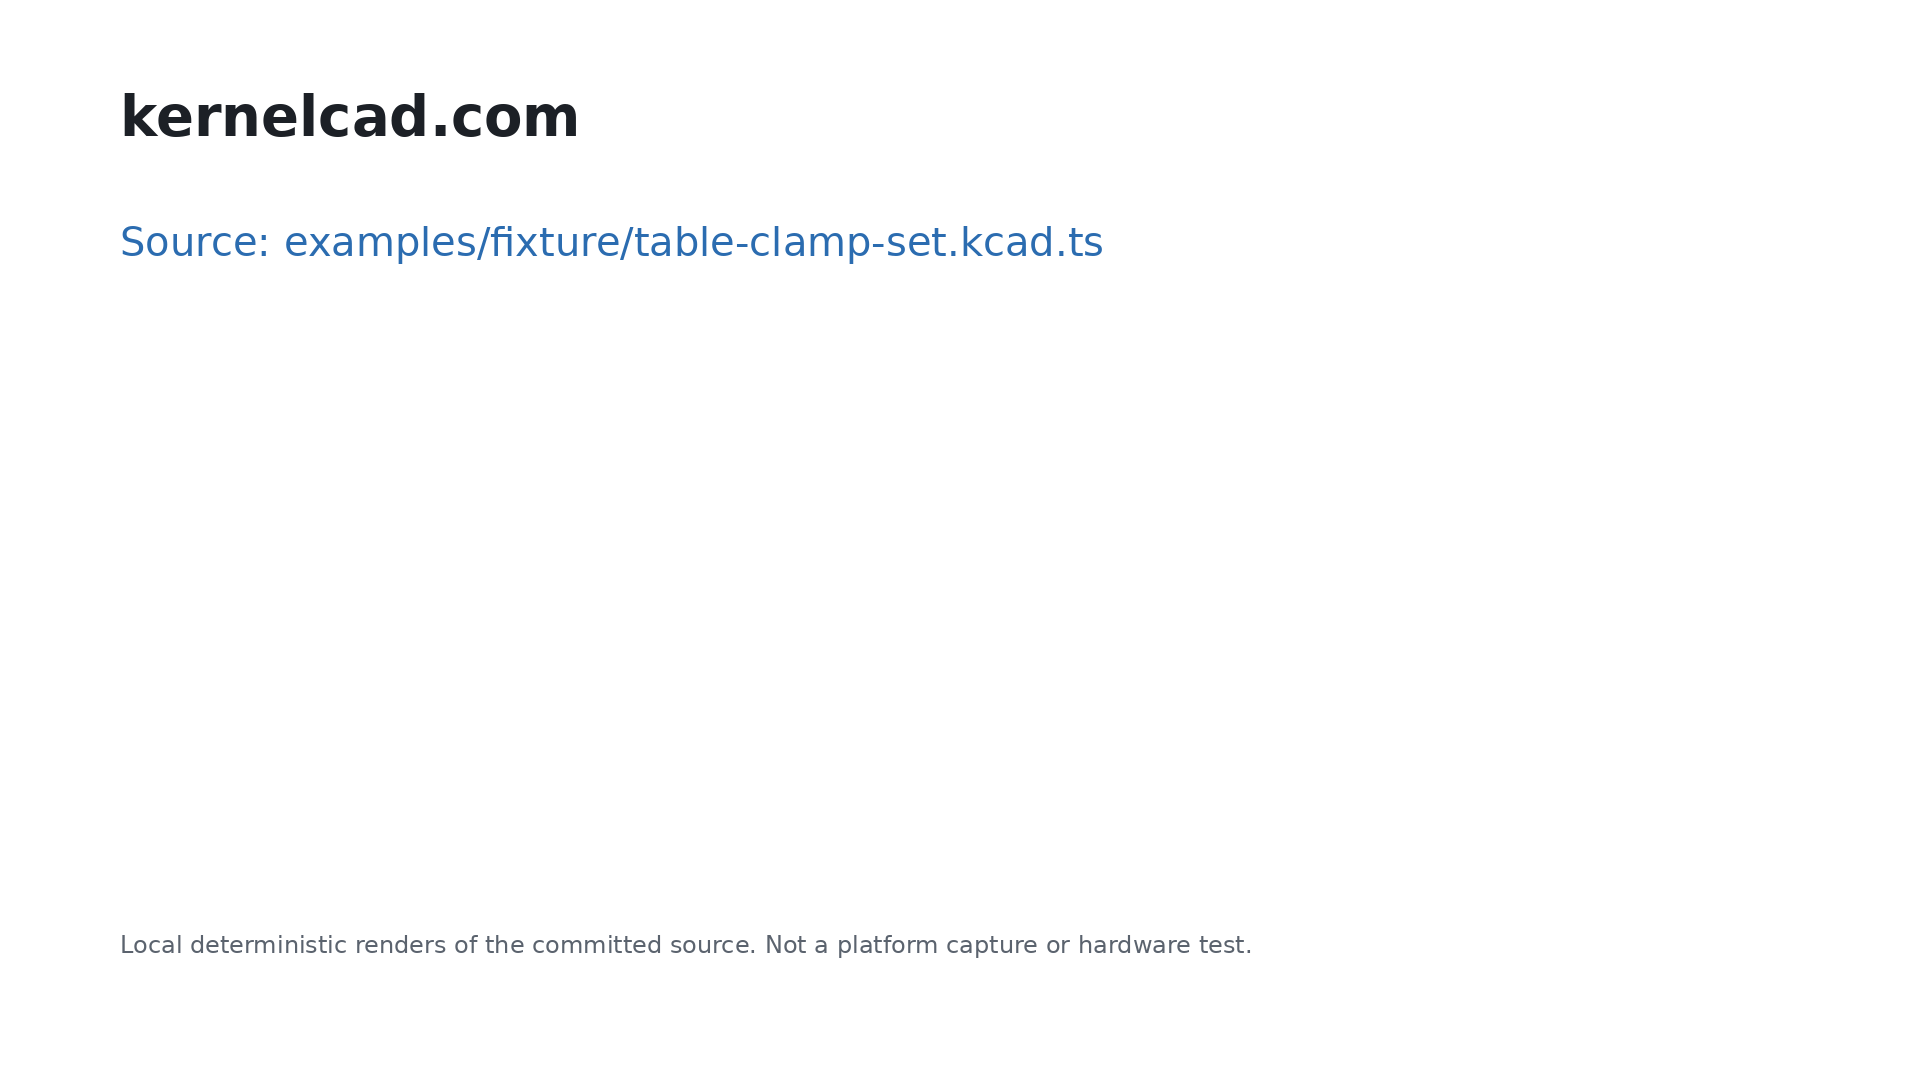 kernelcad.com
Source: examples/fixture/table-clamp-set.kcad.ts
Local deterministic renders of the committed source. Not a platform capture or hardware test.